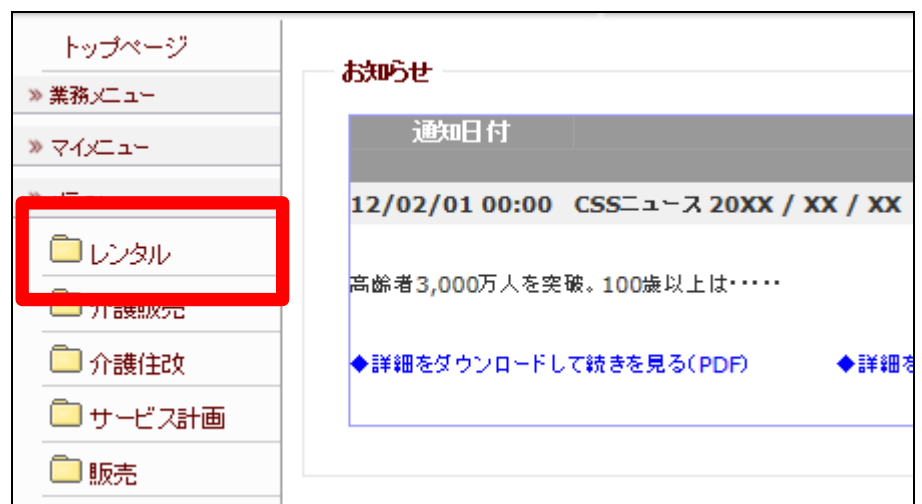 トップページ
» 業務メニュー
» マイメニュー
レンタル
介護販売
介護住改
サービス計画
販売
お知らせ
通知日付
12/02/01 00:00 CSSニュース 20XX / XX / XX
高齢者3,000万人を突破。100歳以上は・・・・・
◆詳細をダウンロードして続きを見る(PDF) ◆詳細を